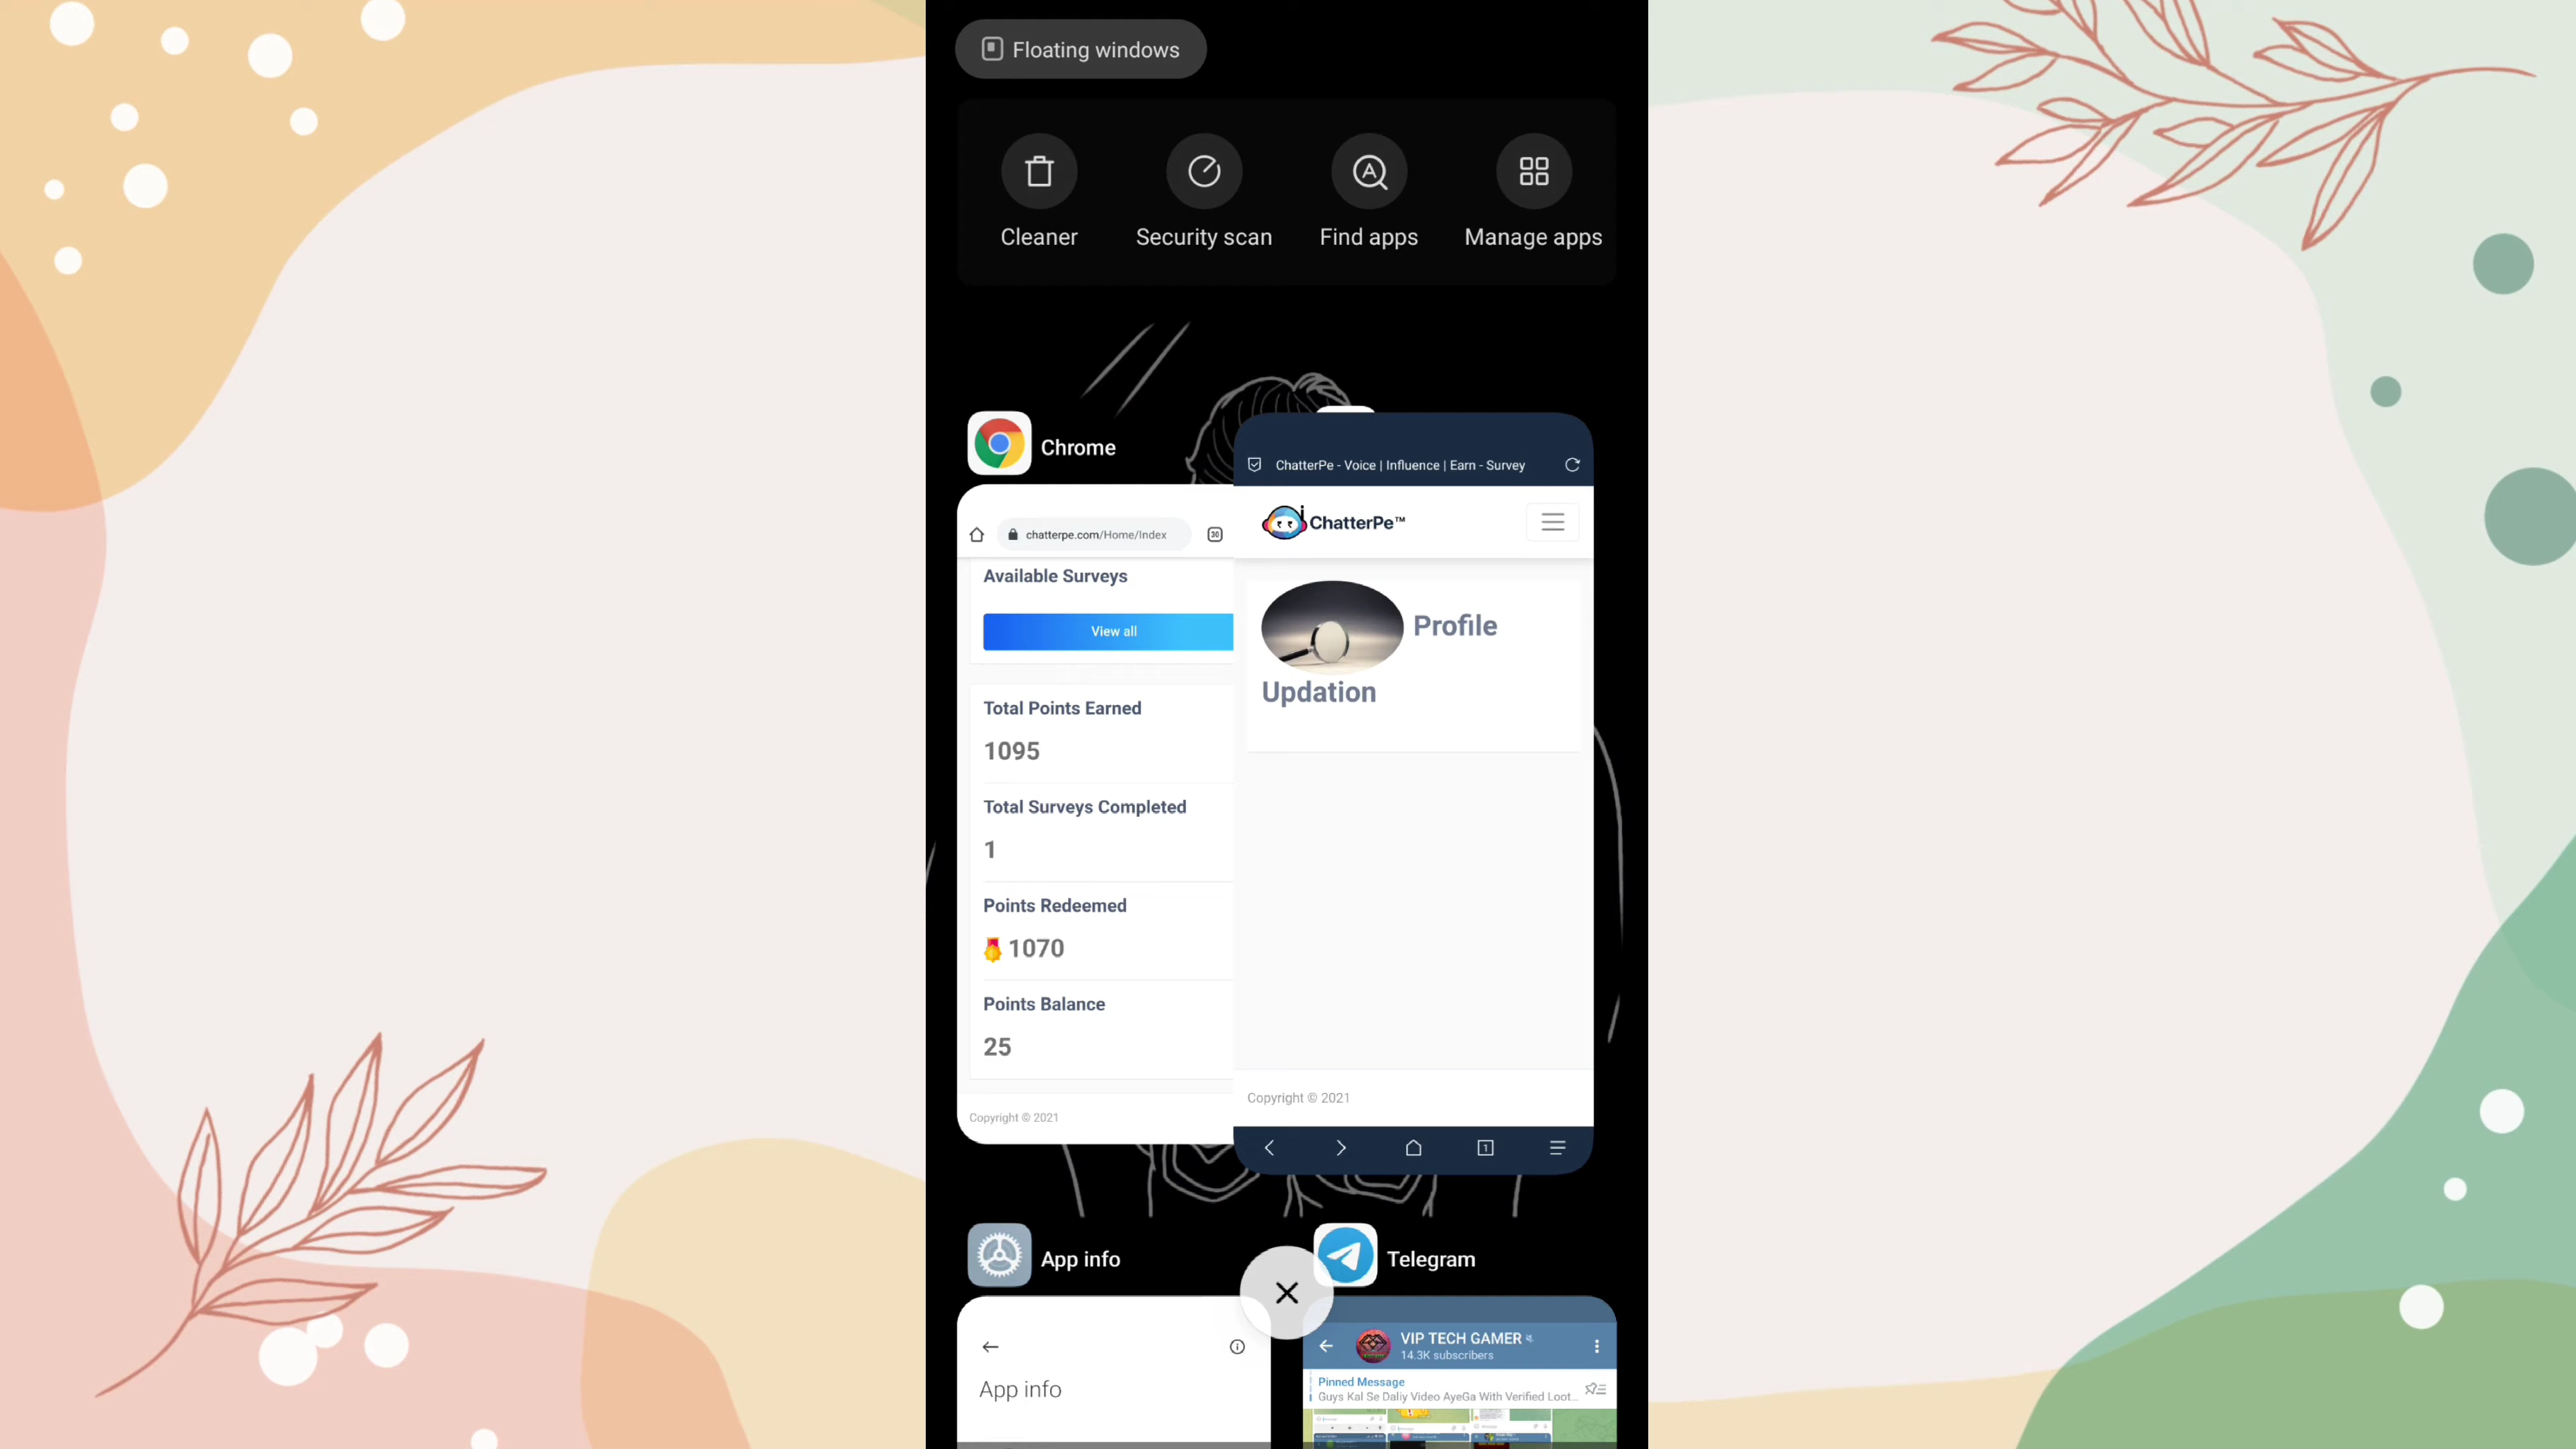 Floating windows
Cleaner
Security scan
Find apps
Manage apps
Chrome
chatterpe.com/Home/Index
30
Available Surveys
View all
Total Points Earned
1095
Total Surveys Completed
1
Points Redeemed
1070
Points Balance
25
Copyright © 2021
ChatterPe - Voice | Influence | Earn - Survey
ChatterPe™
Profile
Updation
Copyright © 2021
1
App info
App info
Telegram
VIP TECH GAMER
14.3K subscribers
Pinned Message
Guys Kal Se Daliy Video AyeGa With Verified Loot...